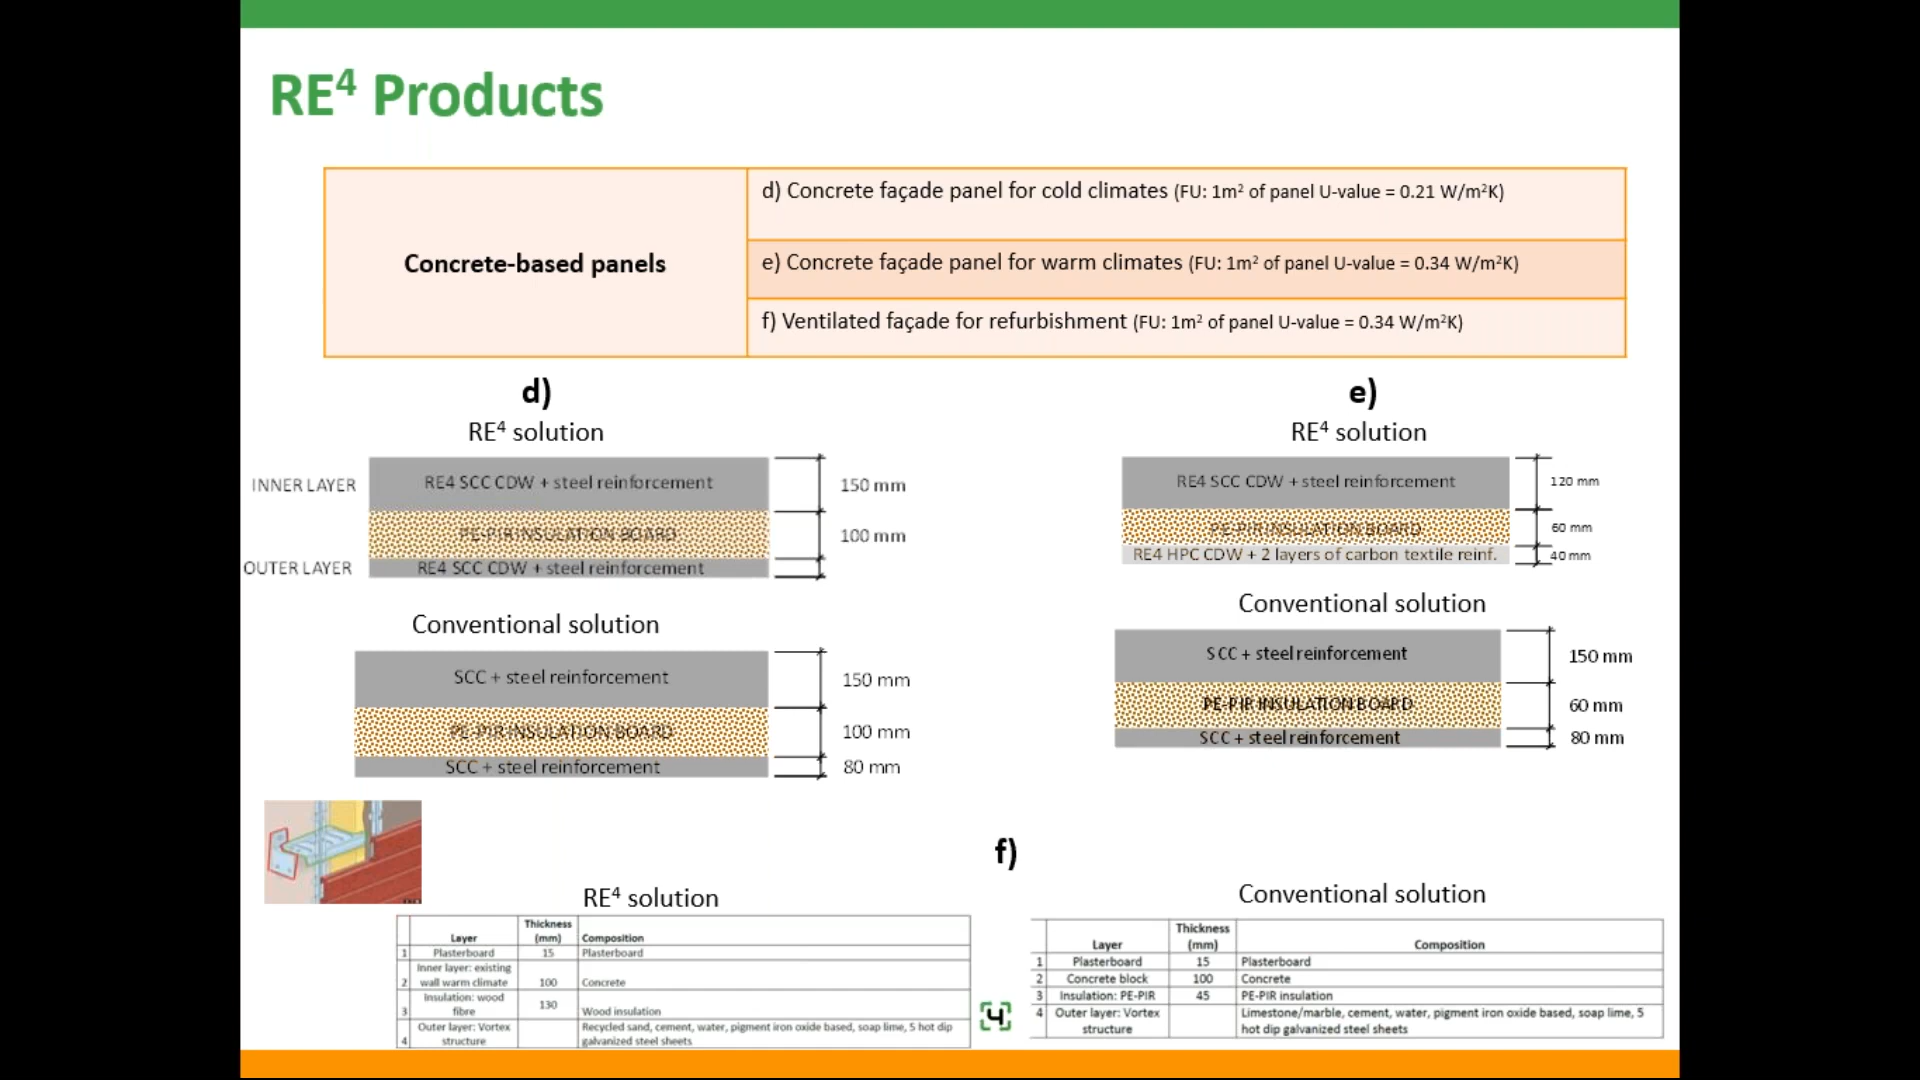 RE⁴ Products
Concrete-based panels
d) Concrete façade panel for cold climates (FU: 1m² of panel U-value = 0.21 W/m²K)
e) Concrete façade panel for warm climates (FU: 1m² of panel U-value = 0.34 W/m²K)
f) Ventilated façade for refurbishment (FU: 1m² of panel U-value = 0.34 W/m²K)
d)
RE⁴ solution
INNER LAYER
RE4 SCC CDW + steel reinforcement
150 mm
PE-PIR INSULATION BOARD
100 mm
OUTER LAYER
RE4 SCC CDW + steel reinforcement
Conventional solution
SCC + steel reinforcement
150 mm
PE-PIR INSULATION BOARD
100 mm
SCC + steel reinforcement
80 mm
e)
RE⁴ solution
RE4 SCC CDW + steel reinforcement
120 mm
PE-PIR INSULATION BOARD
60 mm
RE4 HPC CDW + 2 layers of carbon textile reinf.
40 mm
Conventional solution
SCC + steel reinforcement
150 mm
PE-PIR INSULATION BOARD
60 mm
SCC + steel reinforcement
80 mm
f)
RE⁴ solution
Layer Thickness (mm) Composition
1 Plasterboard 15 Plasterboard
2 Inner layer: existing wall warm climate 100 Concrete
3 Insulation: wood fibre 130 Wood insulation
4 Outer layer: Vortex structure Recycled sand, cement, water, pigment iron oxide based, soap lime, 5 hot dip galvanized steel sheets
Conventional solution
Layer Thickness (mm) Composition
1 Plasterboard 15 Plasterboard
2 Concrete block 100 Concrete
3 Insulation: PE-PIR 45 PE-PIR insulation
4 Outer layer: Vortex structure Limestone/marble, cement, water, pigment iron oxide based, soap lime, 5 hot dip galvanized steel sheets
4